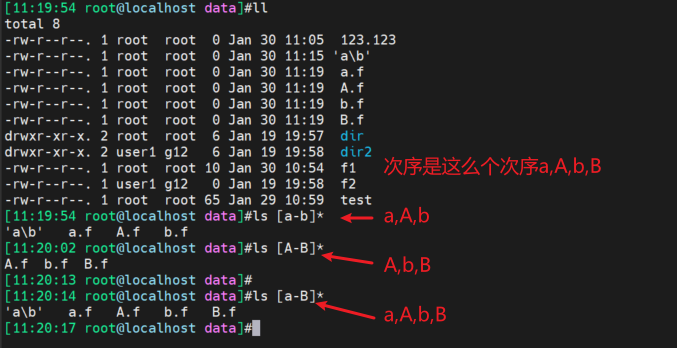 [11:19:54 root@localhost data]#ll
total 8
-rw-r--r--. 1 root root 0 Jan 30 11:05 123.123
-rw-r--r--. 1 root root 0 Jan 30 11:15 'a\b'
-rw-r--r--. 1 root root 0 Jan 30 11:19 a.f
-rw-r--r--. 1 root root 0 Jan 30 11:19 A.f
-rw-r--r--. 1 root root 0 Jan 30 11:19 b.f
-rw-r--r--. 1 root root 0 Jan 30 11:19 B.f
drwxr-xr-x. 2 root root 6 Jan 19 19:57 dir
drwxr-xr-x. 2 user1 g12 6 Jan 19 19:58 dir2
-rw-r--r--. 1 root root 10 Jan 30 10:54 f1 次序是这么个次序a,A,b,B
-rw-r--r--. 1 user1 g12 0 Jan 19 19:58 f2
-rw-r--r--. 1 root root 65 Jan 29 10:59 test
[11:19:54 root@localhost data]#ls [a-b]* a,A,b
'a\b' a.f A.f b.f
[11:20:02 root@localhost data]#ls [A-B]*
A.f b.f B.f A,b,B
[11:20:13 root@localhost data]#
[11:20:14 root@localhost data]#ls [a-B]*
'a\b' a.f A.f b.f B.f a,A,b,B
[11:20:17 root@localhost data]#